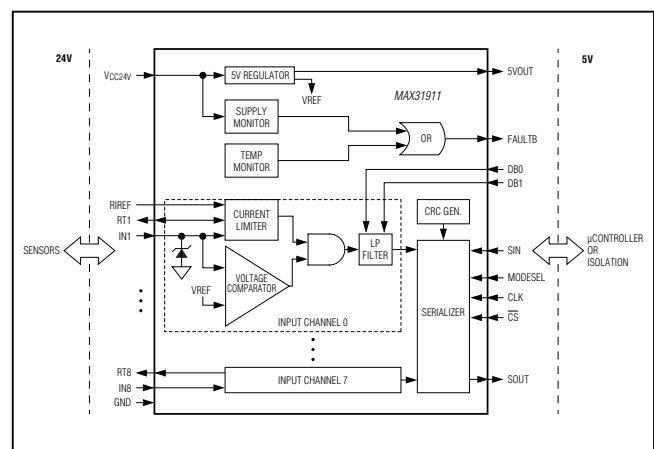 24V
5V
VCC24V
5V REGULATOR
5VOUT
VREF
MAX31911
SUPPLY
MONITOR
OR
FAULTB
TEMP
MONITOR
DB0
DB1
RIREF
RT1
IN1
CURRENT
LIMITER
CRC GEN.
LP
FILTER
SENSORS
SIN
µCONTROLLER
OR
ISOLATION
VOLTAGE
COMPARATOR
VREF
MODESEL
SERIALIZER
CLK
CS
INPUT CHANNEL 0
RT8
IN8
GND
INPUT CHANNEL 7
SOUT